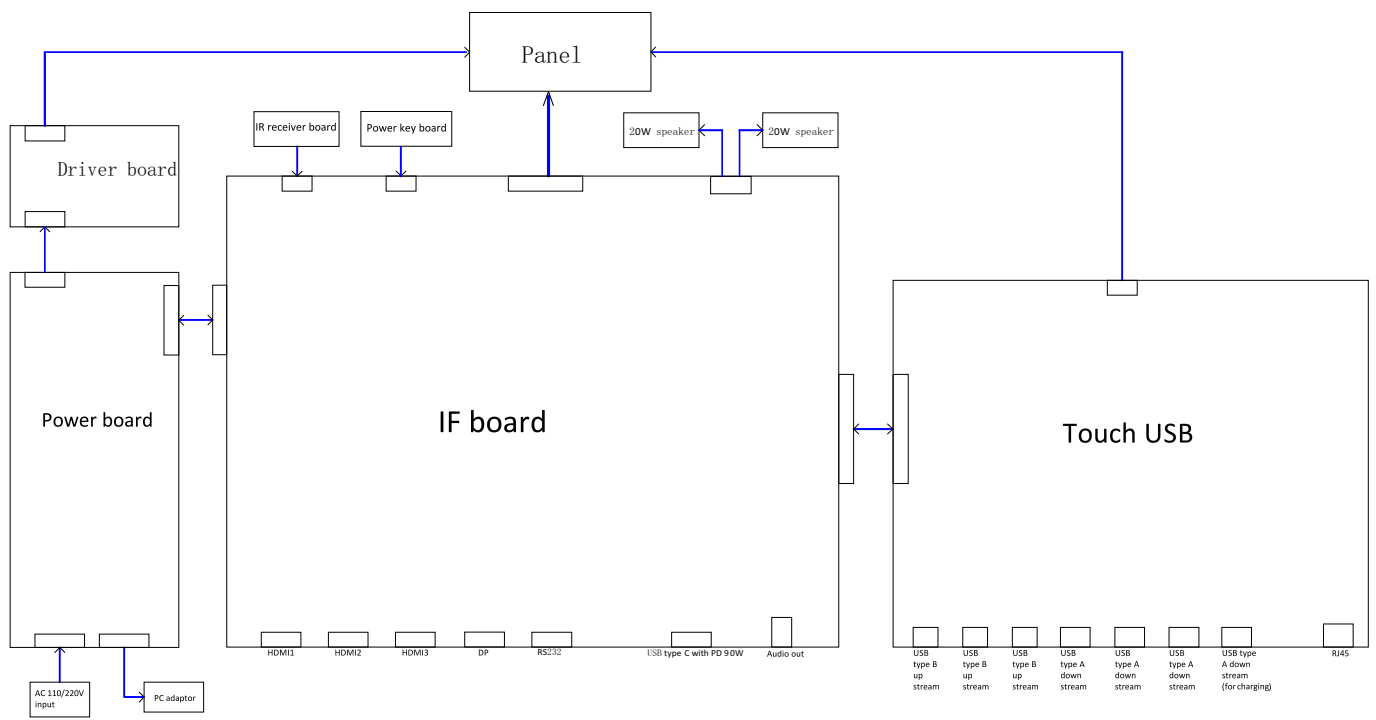 Panel
IR receiver board
Power key board
20W speaker
20W speaker
Driver board
Power board
IF board
Touch USB
HDMI1
HDMI2
HDMI3
DP
RS232
USB type C with PD 90W
Audio out
USB
type B
up
stream
USB
type B
up
stream
USB
type B
up
stream
USB
type A
down
stream
USB
type A
down
stream
USB
type A
down
stream
USB type
A down
stream
(for charging)
RJ45
AC 110/220V
input
PC adaptor